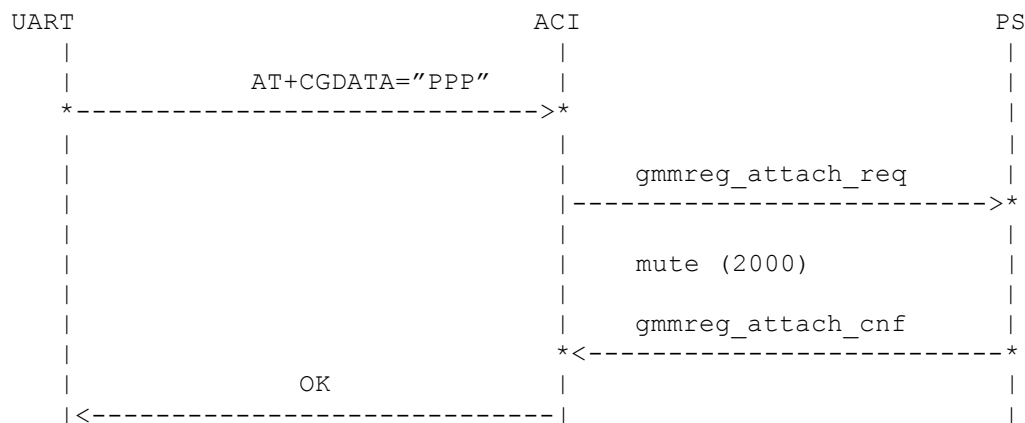 UART ACI PS
AT+CGDATA=”PPP”
gmmreg_attach_req
mute (2000)
gmmreg_attach_cnf
OK